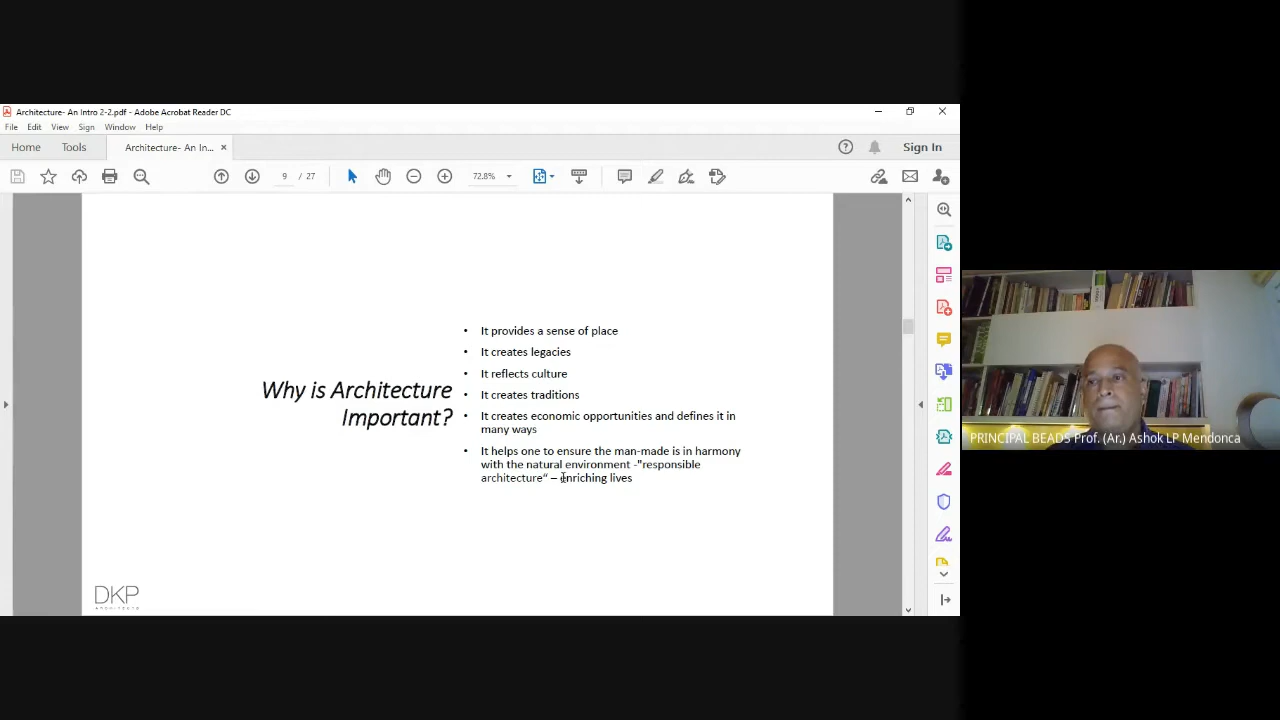 Architecture- An Intro 2-2.pdf - Adobe Acrobat Reader DC
File Edit View Sign Window Help
Home Tools Architecture- An In... × Sign In
9 / 27 72.8%
Why is Architecture
Important?
• It provides a sense of place
• It creates legacies
• It reflects culture
• It creates traditions
• It creates economic opportunities and defines it in
many ways
• It helps one to ensure the man-made is in harmony
with the natural environment -"responsible
architecture" – enriching lives
DKP
ARCHITECTS
PRINCIPAL BEADS Prof. (Ar.) Ashok LP Mendonca